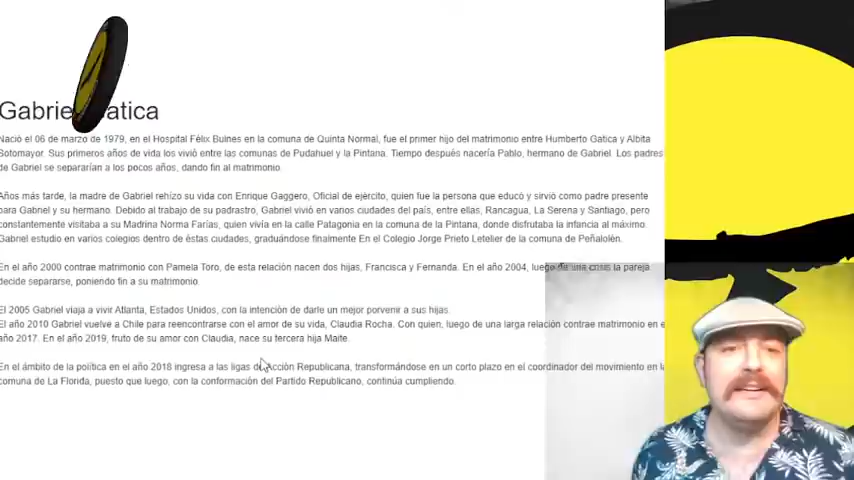 Gabrie atica
Nació el 06 de marzo de 1979, en el Hospital Félix Bulnes en la comuna de Quinta Normal, fue el primer hijo del matrimonio entre Humberto Gatica y Albita
Sotomayor. Sus primeros años de vida los vivió entre las comunas de Pudahuel y la Pintana. Tiempo después nacería Pablo, hermano de Gabriel. Los padres
de Gabriel se separarían a los pocos años, dando fin al matrimonio.
Años más tarde, la madre de Gabriel rehízo su vida con Enrique Gaggero, Oficial de ejército, quien fue la persona que educó y sirvió como padre presente
para Gabriel y su hermano. Debido al trabajo de su padrastro, Gabriel vivió en varios ciudades del país, entre ellas, Rancagua, La Serena y Santiago, pero
constantemente visitaba a su Madrina Norma Farías, quien vivía en la calle Patagonia en la comuna de la Pintana, donde disfrutaba la infancia al máximo.
Gabriel estudio en varios colegios dentro de éstas ciudades, graduándose finalmente En el Colegio Jorge Prieto Letelier de la comuna de Peñalolén.
En el año 2000 contrae matrimonio con Pamela Toro, de esta relación nacen dos hijas, Francisca y Fernanda. En el año 2004, luego de una crisis la pareja
decide separarse, poniendo fin a su matrimonio.
El 2005 Gabriel viaja a vivir Atlanta, Estados Unidos, con la intención de darle un mejor porvenir a sus hijas.
El año 2010 Gabriel vuelve a Chile para reencontrarse con el amor de su vida, Claudia Rocha. Con quien, luego de una larga relación contrae matrimonio en e
año 2017. En el año 2019, fruto de su amor con Claudia, nace su tercera hija Maite.
En el ámbito de la política en el año 2018 ingresa a las ligas de Acción Republicana, transformándose en un corto plazo en el coordinador del movimiento en la
comuna de La Florida, puesto que luego, con la conformación del Partido Republicano, continúa cumpliendo.